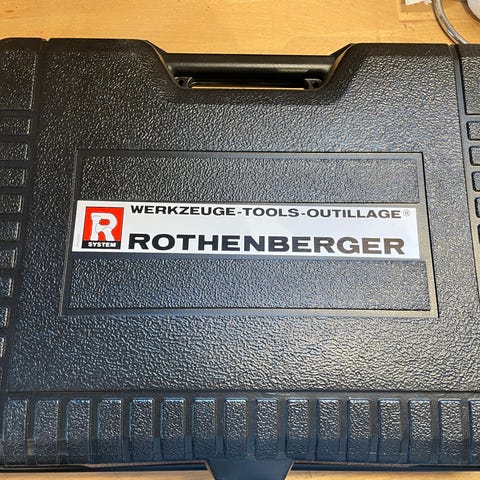 WERKZEUGE-TOOLS-OUTILLAGE®
R
SYSTEM
ROTHENBERGER